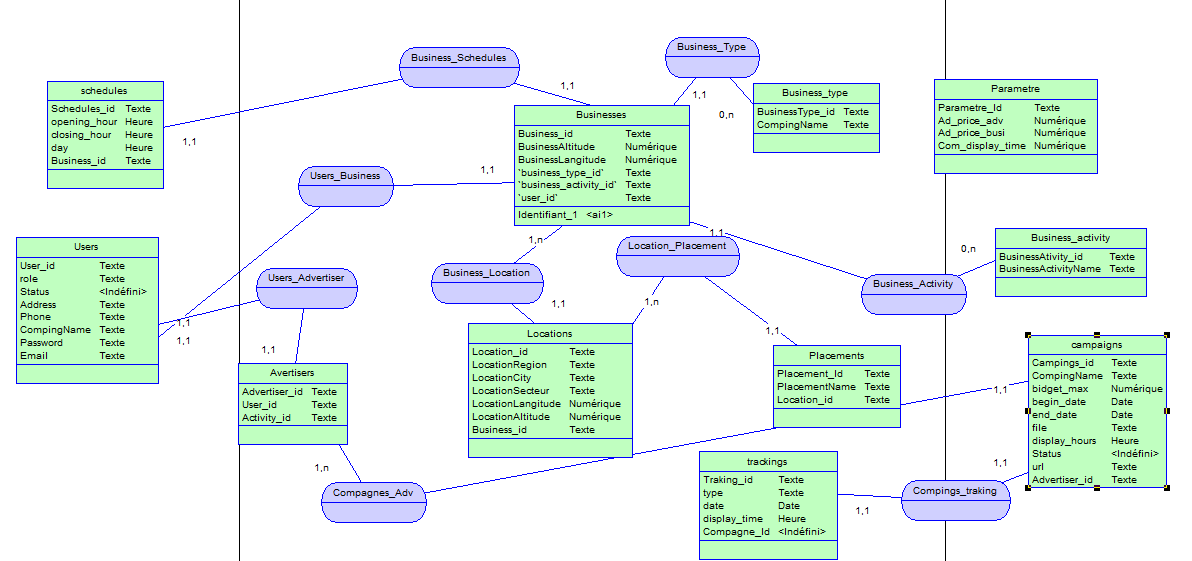 Business_Schedules
Business_Type
schedules
Schedules_id Texte
opening_hour Heure
closing_hour Heure
day Heure
Business_id Texte
1,1
1,1
1,1
0,n
Business_type
BusinessType_id Texte
CompingName Texte
Parametre
Parametre_Id Texte
Ad_price_adv Numérique
Ad_price_busi Numérique
Com_display_time Numérique
Businesses
Business_id Texte
BusinessAltitude Numérique
BusinessLangitude Numérique
'business_type_id' Texte
'business_activity_id' Texte
'user_id' Texte
Identifiant_1 <ai1>
Users_Business
1,1
Users
User_id Texte
role Texte
Status <Indéfini>
Address Texte
Phone Texte
CompingName Texte
Password Texte
Email Texte
1,1
1,1
Users_Advertiser
1,1
1,n
Business_Location
1,1
Location_Placement
1,n
1,1
1,1
Business_Activity
0,n
Business_activity
BusinessAtivity_id Texte
BusinessActivityName Texte
Avertisers
Advertiser_id Texte
User_id Texte
Activity_id Texte
1,n
Compagnes_Adv
Locations
Location_id Texte
LocationRegion Texte
LocationCity Texte
LocationSecteur Texte
LocationLangitude Numérique
LocationAltitude Numérique
Business_id Texte
Placements
Placement_Id Texte
PlacementName Texte
Location_id Texte
1,1
campaigns
Campings_id Texte
CompingName Texte
bidget_max Numérique
begin_date Date
end_date Date
file Texte
display_hours Heure
Status <Indéfini>
url Texte
Advertiser_id Texte
1,1
trackings
Traking_id Texte
type Texte
date Date
display_time Heure
Compagne_Id <Indéfini>
1,1
Compings_traking